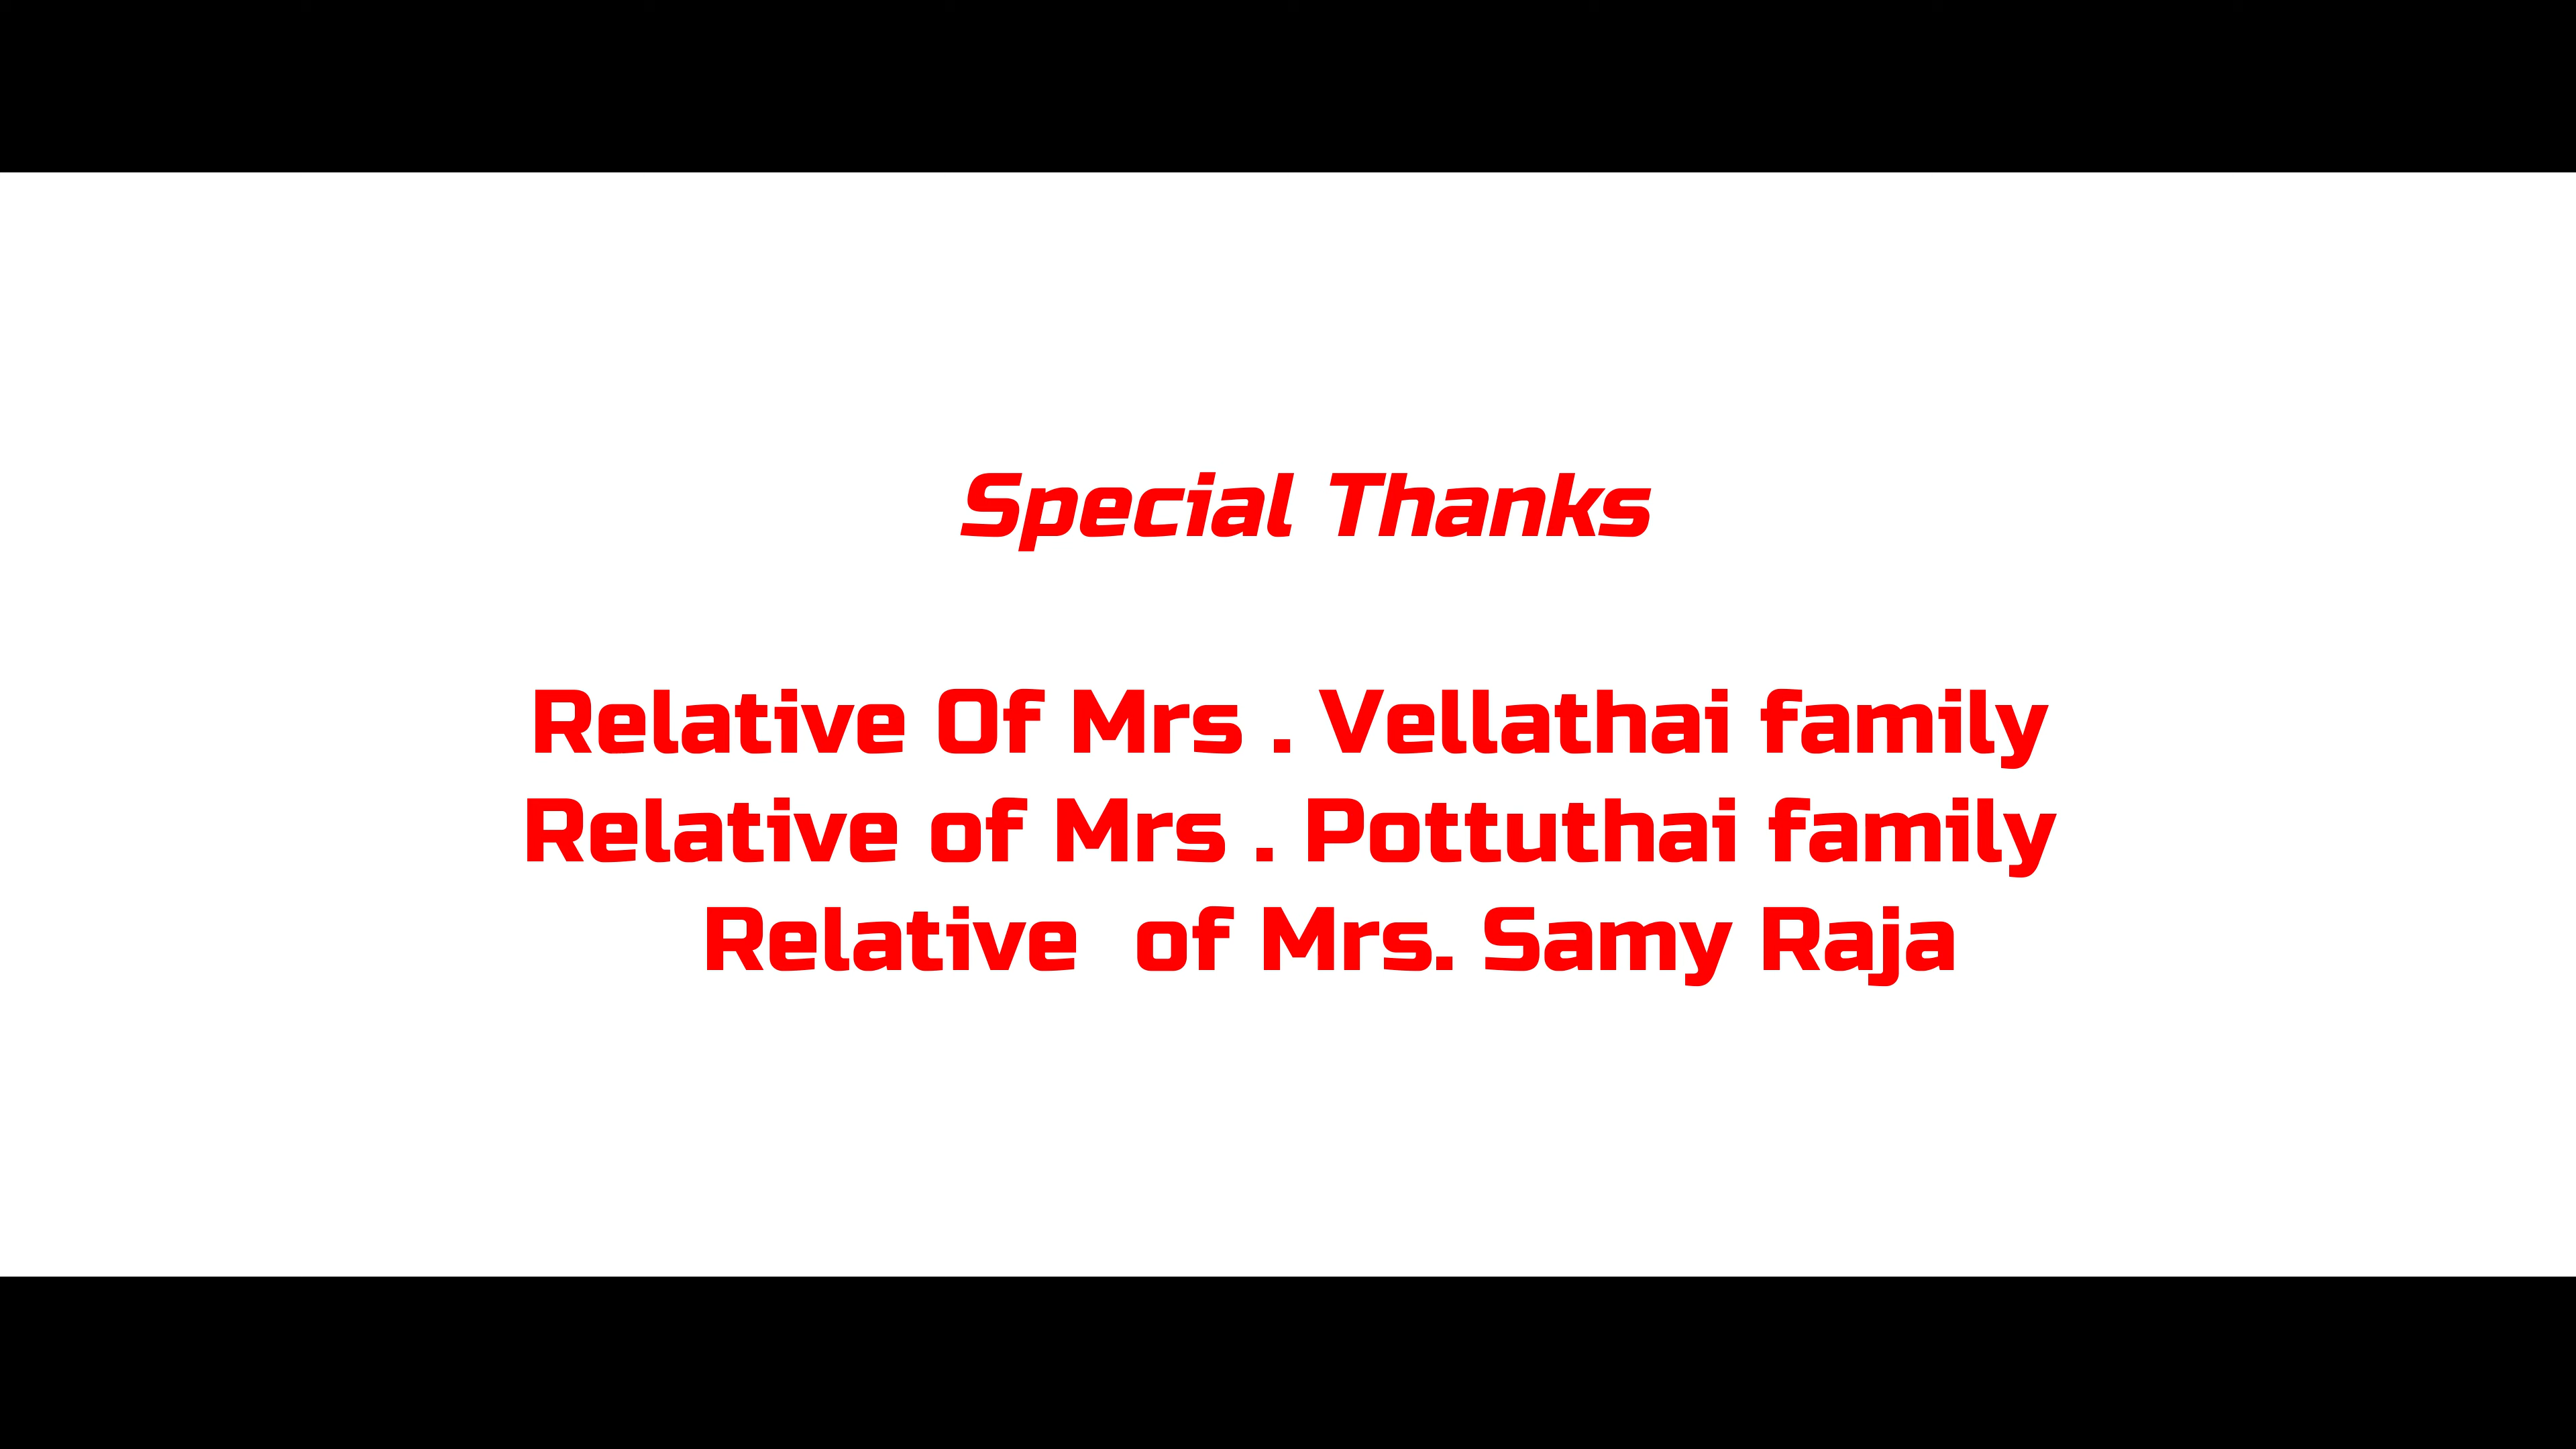 Special Thanks
Relative Of Mrs . Vellathai family
Relative of Mrs . Pottuthai family
Relative  of Mrs. Samy Raja